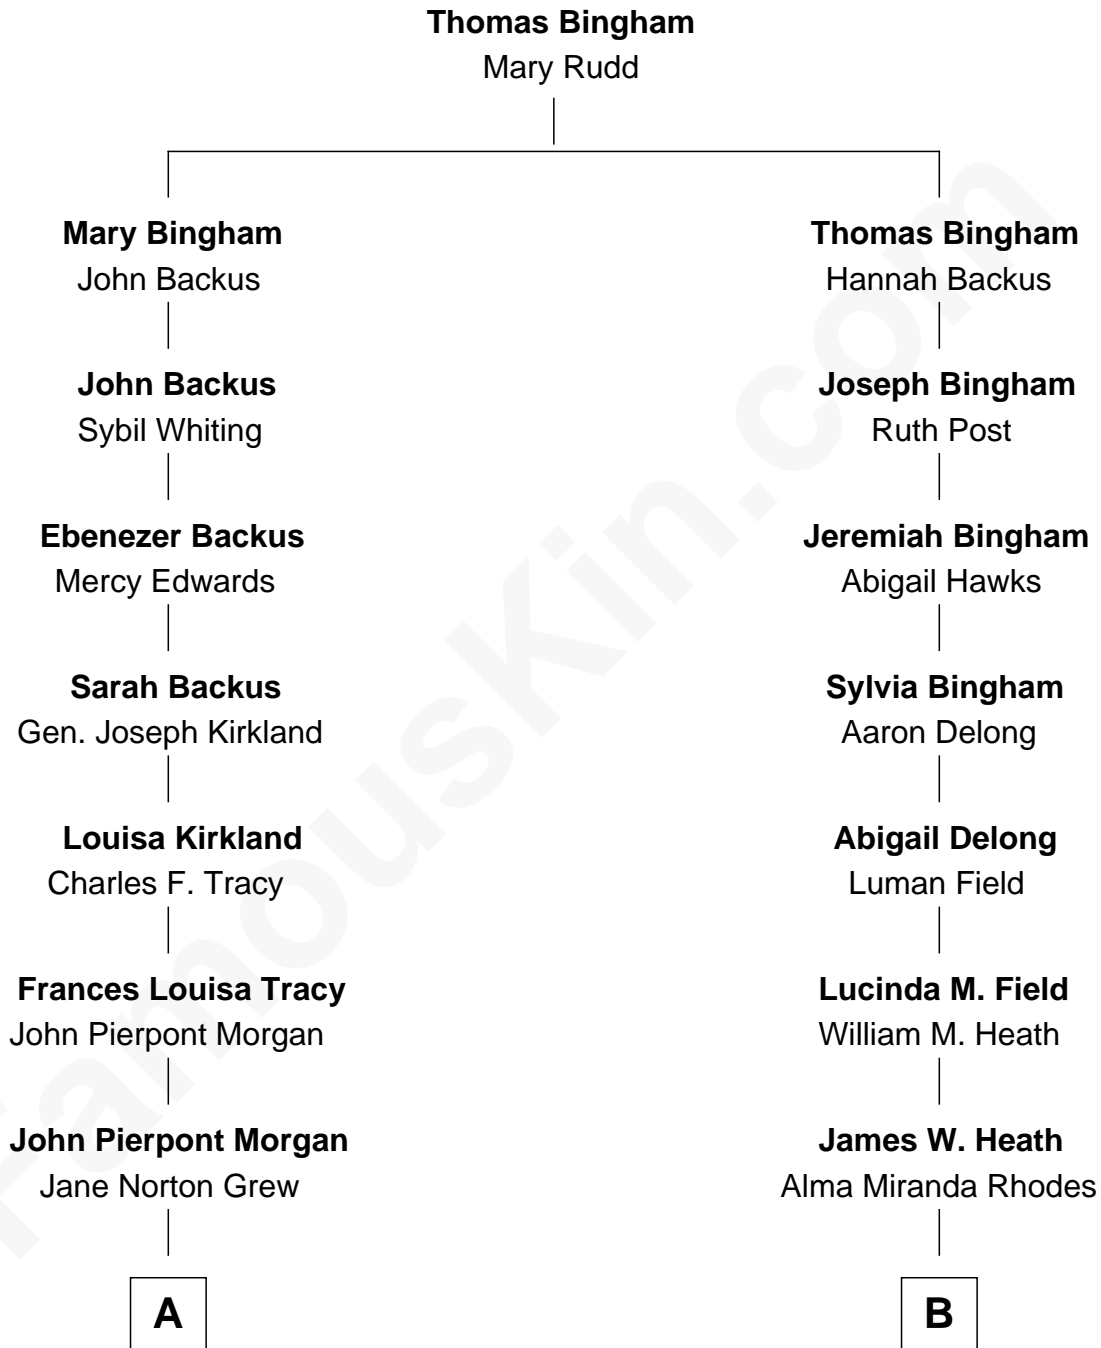 Thomas Bingham
Mary Rudd
Mary Bingham
John Backus
Thomas Bingham
Hannah Backus
John Backus
Sybil Whiting
Joseph Bingham
Ruth Post
Ebenezer Backus
Mercy Edwards
Jeremiah Bingham
Abigail Hawks
Sarah Backus
Gen. Joseph Kirkland
Sylvia Bingham
Aaron Delong
Louisa Kirkland
Charles F. Tracy
Abigail Delong
Luman Field
Frances Louisa Tracy
John Pierpont Morgan
Lucinda M. Field
William M. Heath
John Pierpont Morgan
Jane Norton Grew
James W. Heath
Alma Miranda Rhodes
A
B
FamousKin.com